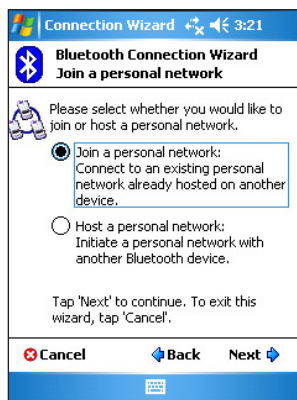 Connection Wizard 3:21
Bluetooth Connection Wizard
Join a personal network
Please select whether you would like to
join or host a personal network.
Join a personal network:
Connect to an existing personal
network already hosted on another
device.
Host a personal network:
Initiate a personal network with
another Bluetooth device.
Tap 'Next' to continue. To exit this
wizard, tap 'Cancel'.
Cancel Back Next